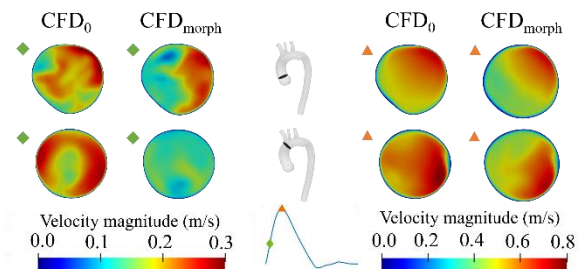 CFD0 CFDmorph CFD0 CFDmorph
Velocity magnitude (m/s) Velocity magnitude (m/s)
0.0 0.1 0.2 0.3 0.0 0.2 0.4 0.6 0.8